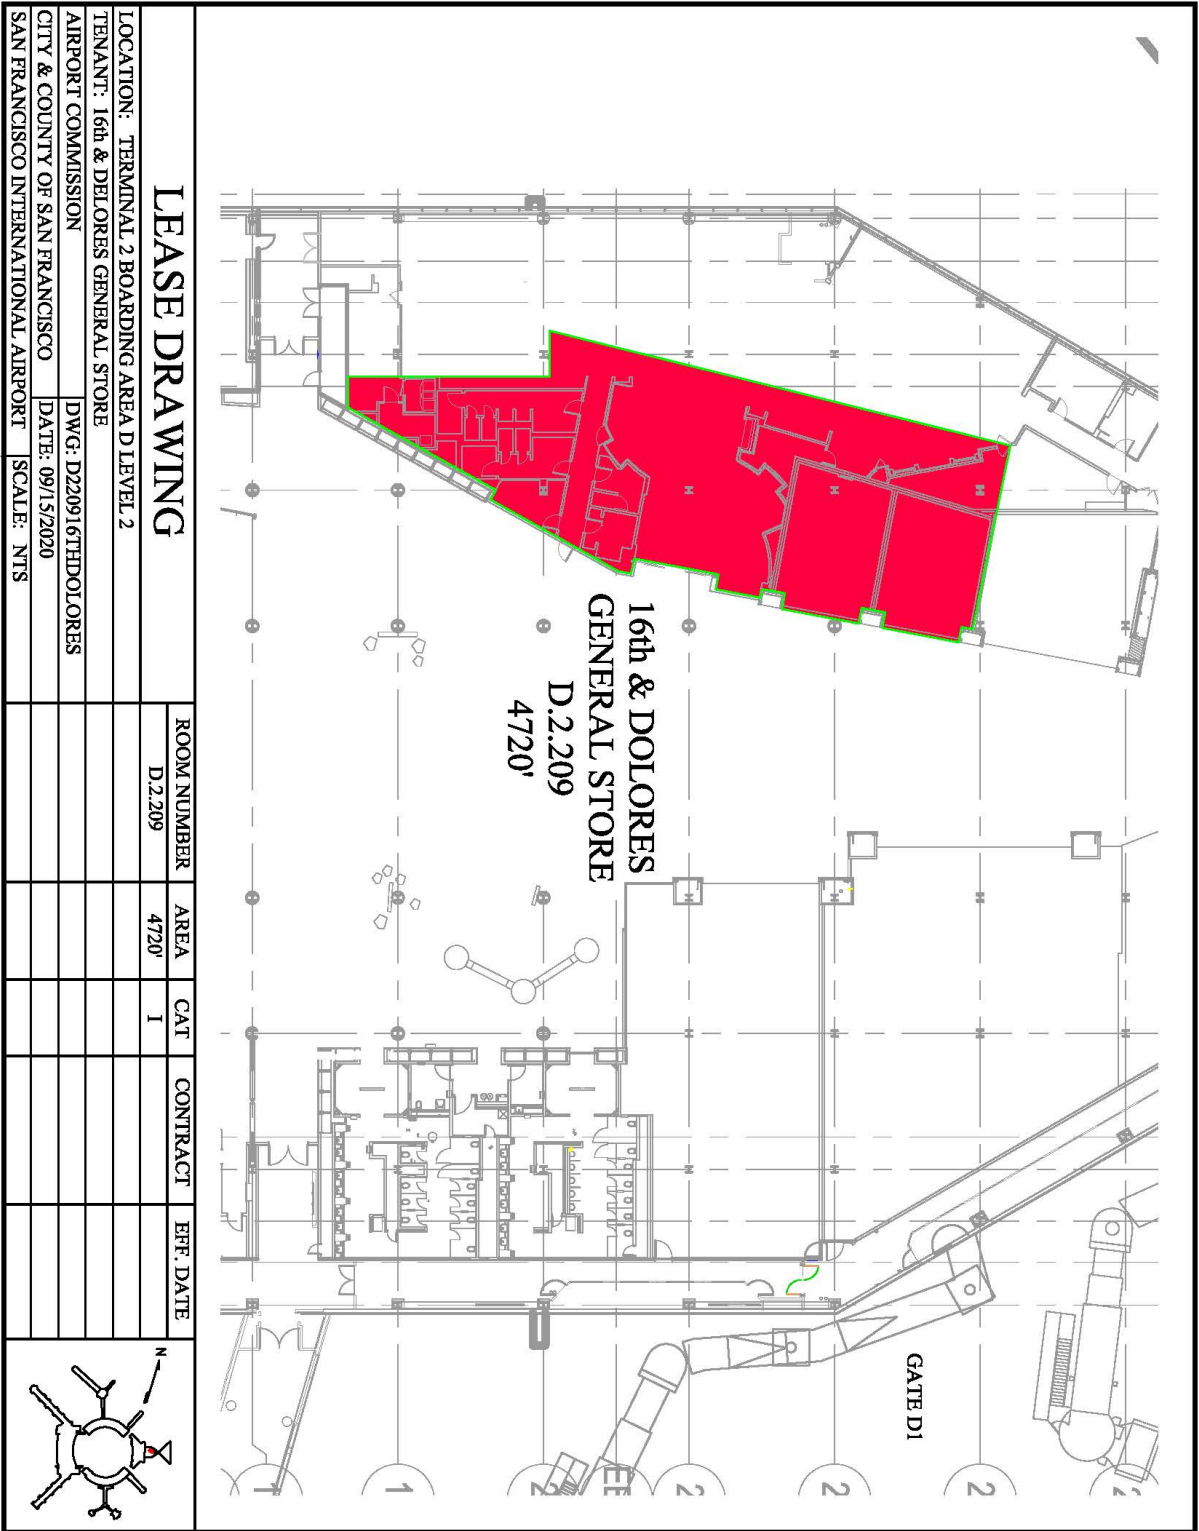 16th & DOLORES
GENERAL STORE
D.2.209
4720'
GATE D1
LEASE DRAWING
LOCATION: TERMINAL 2 BOARDING AREA D LEVEL 2
TENANT: 16th & DELORES GENERAL STORE
AIRPORT COMMISSION
DWG: D220916THDOLORES
CITY & COUNTY OF SAN FRANCISCO
DATE: 09/15/2020
SAN FRANCISCO INTERNATIONAL AIRPORT
SCALE: NTS
ROOM NUMBER AREA CAT CONTRACT EFF. DATE
D.2.209 4720' I
N